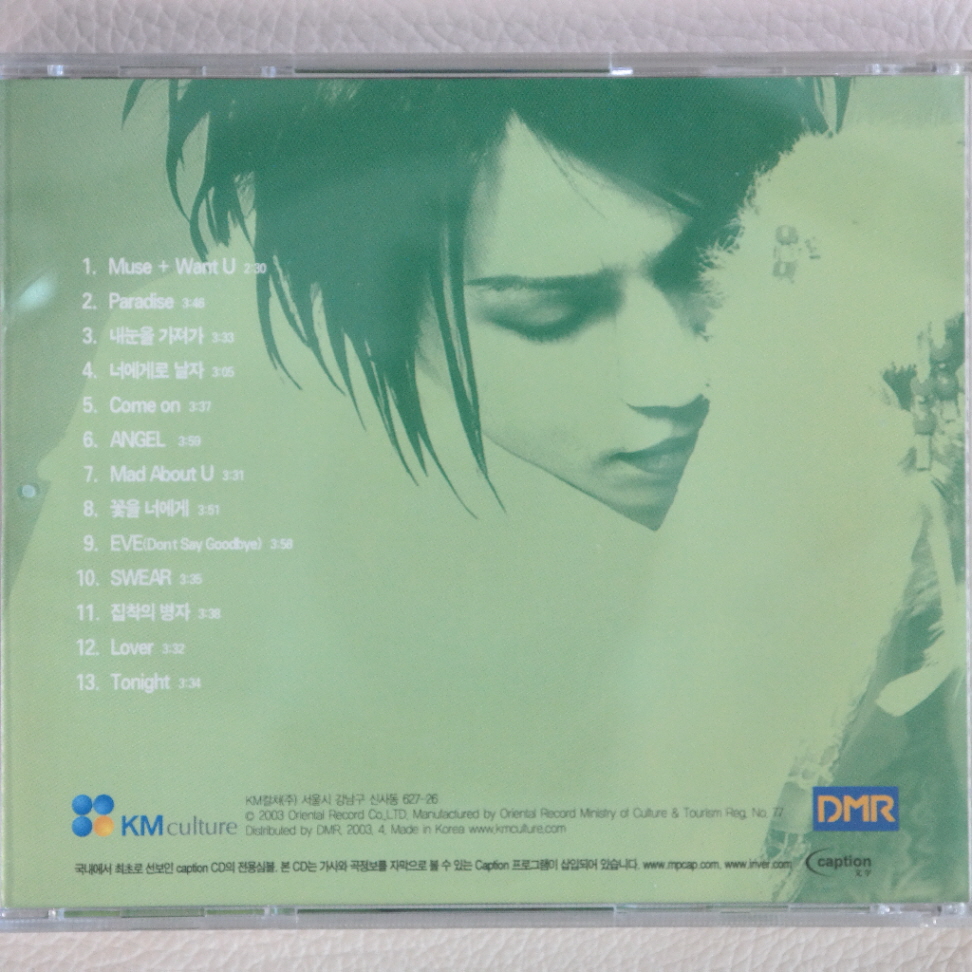 1. Muse + Want U 2:30
2. Paradise 3:48
3. 내눈을 가져가 3:33
4. 너에게로 날자 3:05
5. Come on 3:37
6. ANGEL 3:59
7. Mad About U 3:31
8. 꽃을 너에게 3:51
9. EVE(Don't Say Goodbye) 3:58
10. SWEAR 3:35
11. 집착의 병자 3:38
12. Lover 3:32
13. Tonight 3:34
KM culture
KM컬쳐(주) 서울시 강남구 신사동 627-26
© 2003 Oriental Record Co.,LTD. Manufactured by Oriental Record Ministry of Culture & Tourism Reg. No. 77
Distributed by DMR, 2003. 4. Made in Korea www.kmculture.com
DMR
국내에서 최초로 선보인 caption CD의 전용심볼. 본 CD는 가사와 곡정보를 자막으로 볼 수 있는 Caption 프로그램이 삽입되어 있습니다. www.mpcap.com, www.inver.com
caption